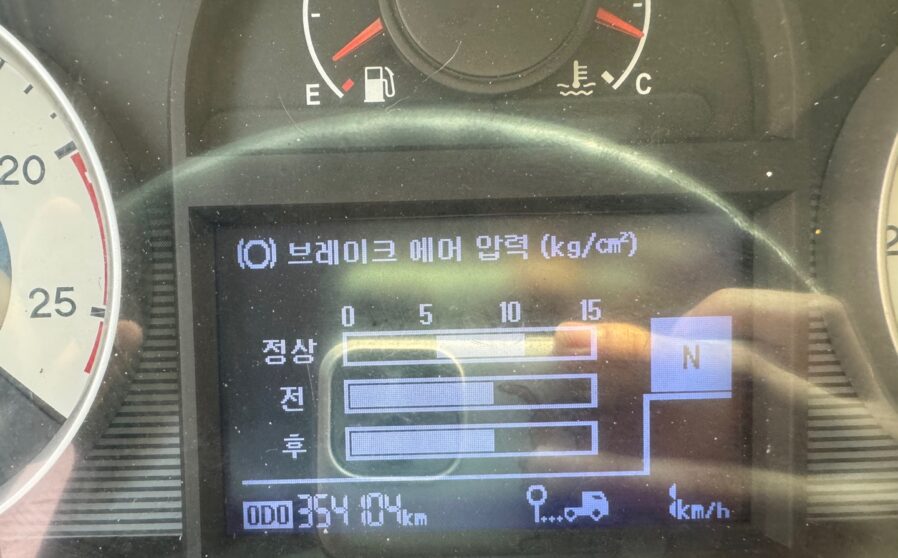 E C
20
25
브레이크 에어 압력 (kg/cm²)
0 5 10 15
정상
N
전
후
ODO 354104km
km/h